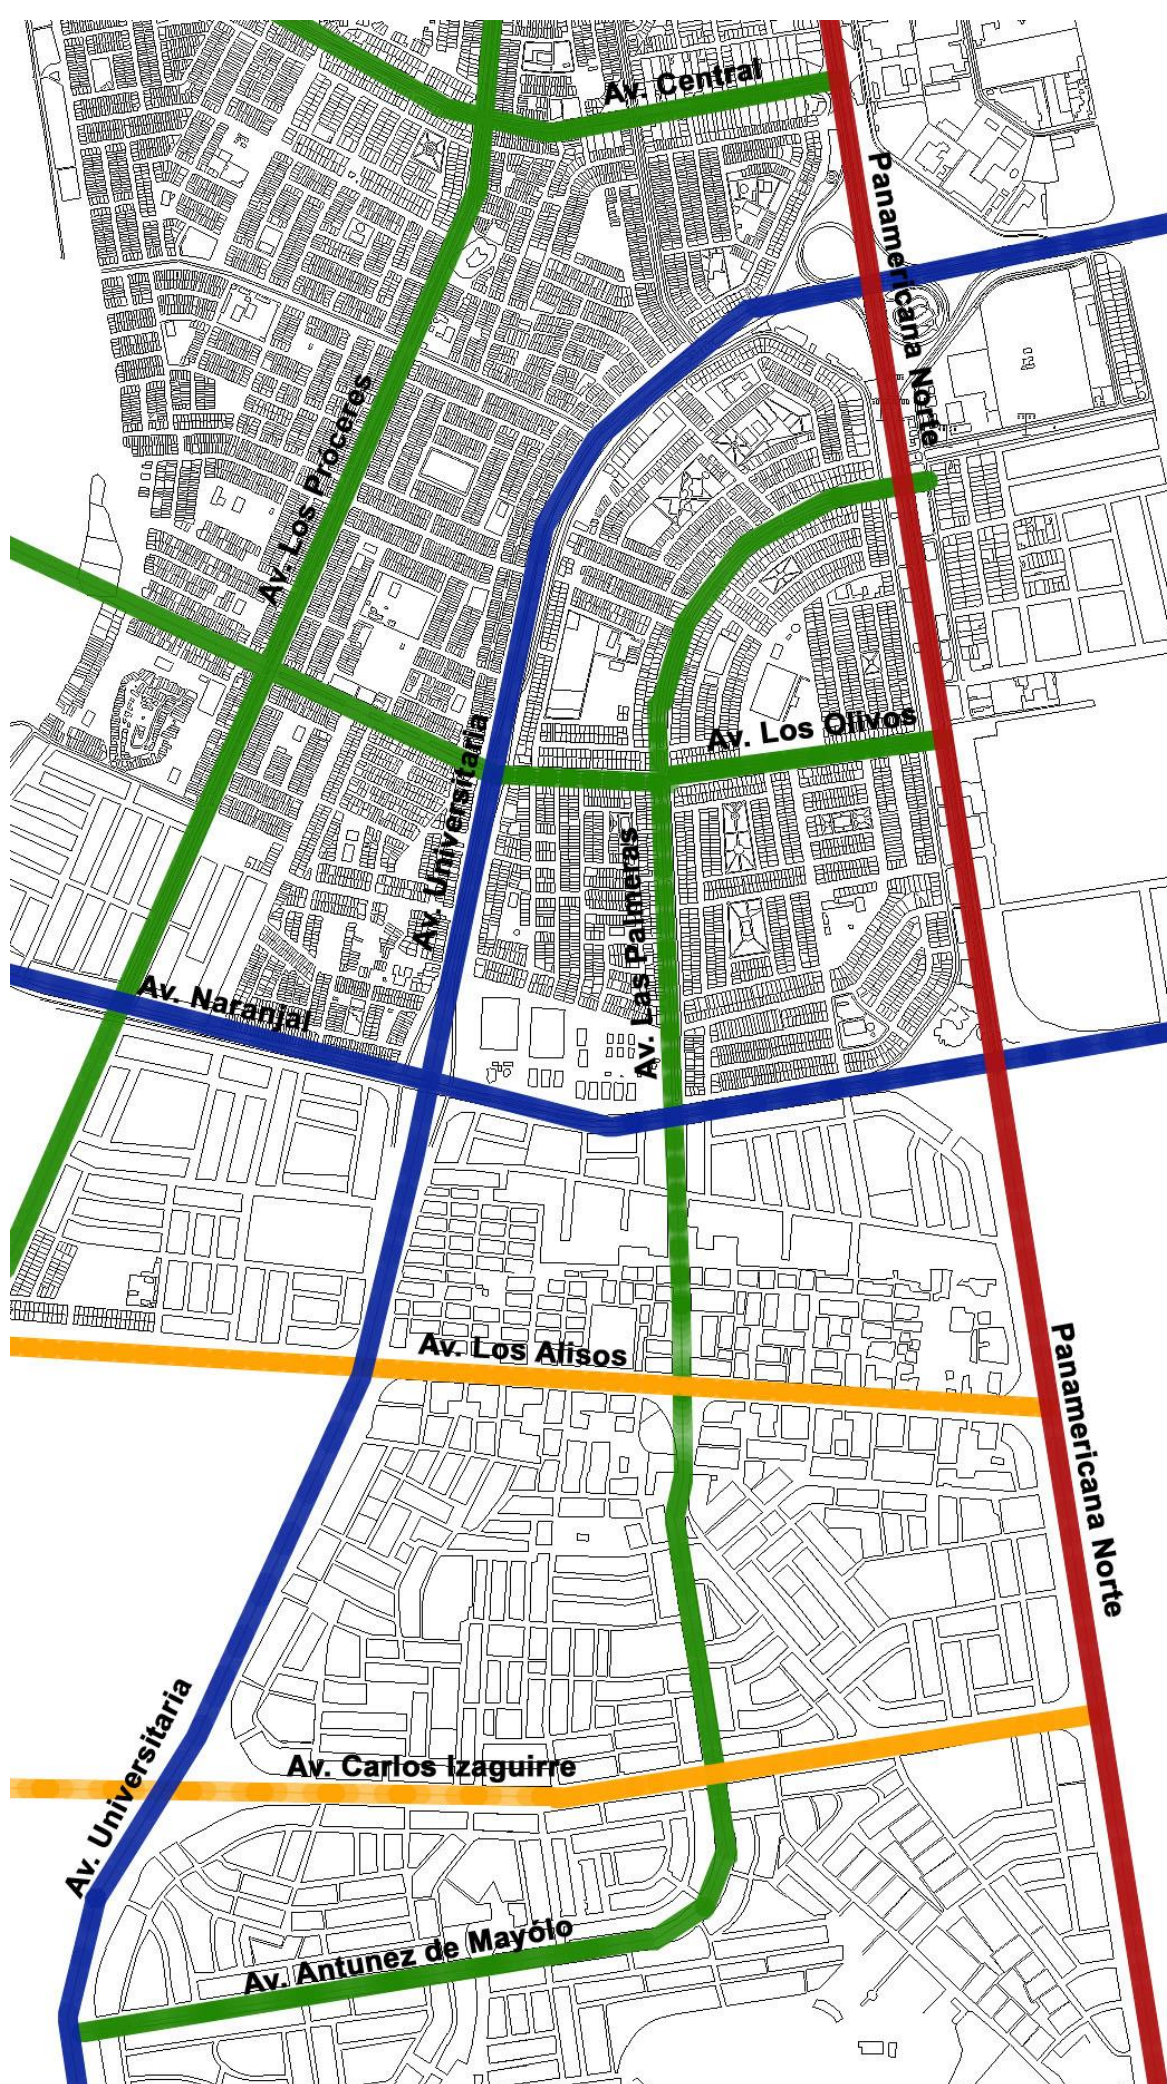 Av. Central
Panamericana Norte
Av. Los Próceres
Av. Universitaria
Av. Los Olivos
Av. Las Palmeras
Av. Naranjal
Av. Los Alisos
Panamericana Norte
Av. Universitaria
Av. Carlos Izaguirre
Av. Antunez de Mayólo